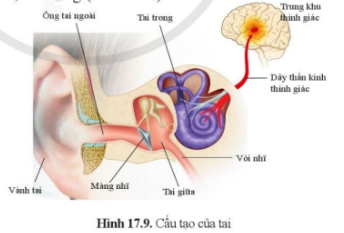 Ống tai ngoài
Tai trong
Trung khu
thính giác
Dây thần kinh
thính giác
Vòi nhĩ
Vành tai
Màng nhĩ
Tai giữa
Hình 17.9. Cấu tạo của tai